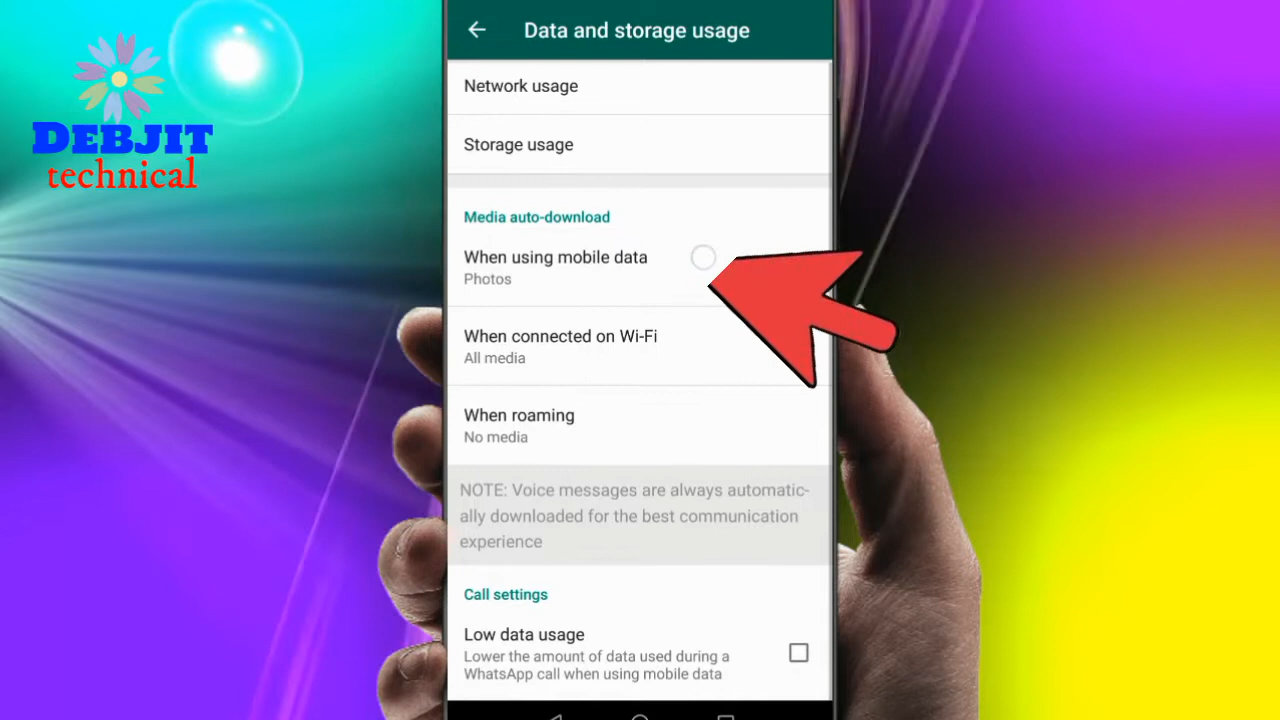 DEBJIT
technical
Data and storage usage
Network usage
Storage usage
Media auto-download
When using mobile data
Photos
When connected on Wi-Fi
All media
When roaming
No media
NOTE: Voice messages are always automatic-
ally downloaded for the best communication
experience
Call settings
Low data usage
Lower the amount of data used during a
WhatsApp call when using mobile data